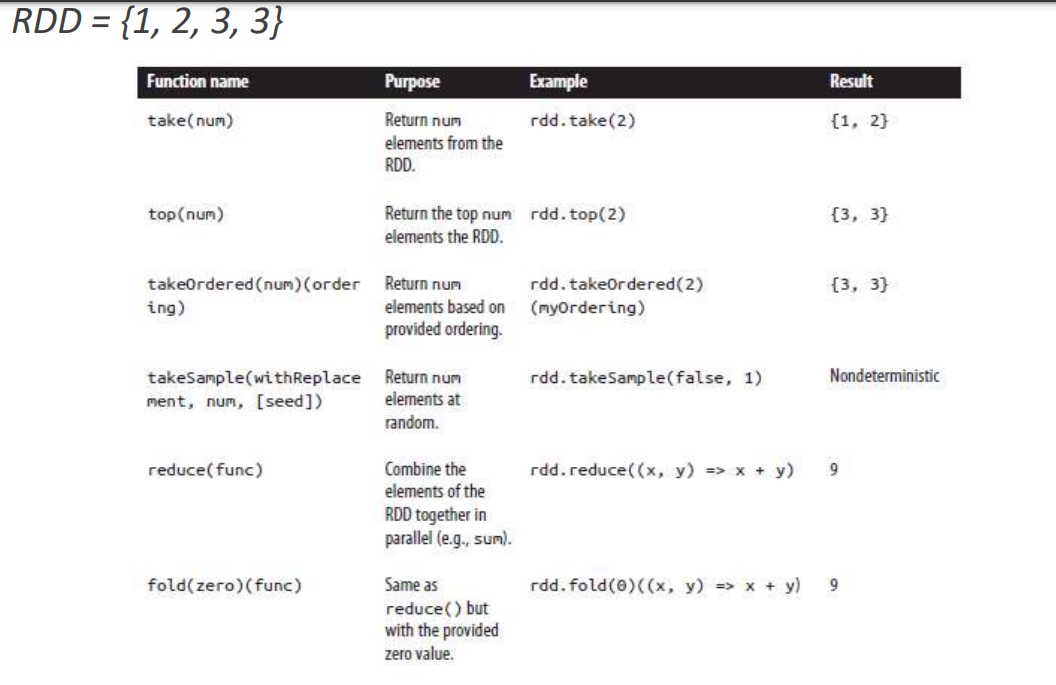 RDD = {1, 2, 3, 3}
Function name Purpose Example Result
take(num) Return num rdd.take(2) {1, 2}
elements from the
RDD.
top(num) Return the top num rdd.top(2) {3, 3}
elements the RDD.
takeOrdered(num)(order Return num rdd.takeOrdered(2) {3, 3}
ing) elements based on (myOrdering)
provided ordering.
takeSample(withReplace Return num rdd.takeSample(false, 1) Nondeterministic
ment, num, [seed]) elements at
random.
reduce(func) Combine the rdd.reduce((x, y) => x + y) 9
elements of the
RDD together in
parallel (e.g., sum).
fold(zero)(func) Same as rdd.fold(0)((x, y) => x + y) 9
reduce() but
with the provided
zero value.